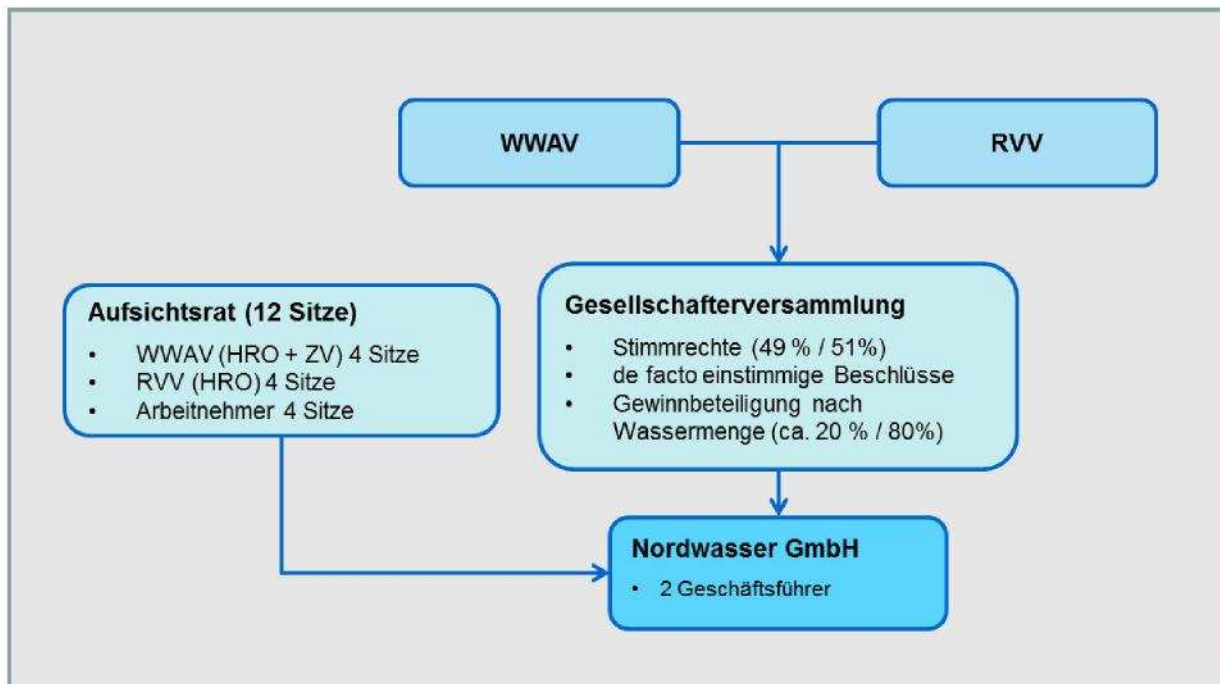 WWAV
RVV
Aufsichtsrat (12 Sitze)
• WWAV (HRO + ZV) 4 Sitze
• RVV (HRO) 4 Sitze
• Arbeitnehmer 4 Sitze
Gesellschafterversammlung
• Stimmrechte (49 % / 51%)
• de facto einstimmige Beschlüsse
• Gewinnbeteiligung nach
Wassermenge (ca. 20 % / 80%)
Nordwasser GmbH
• 2 Geschäftsführer